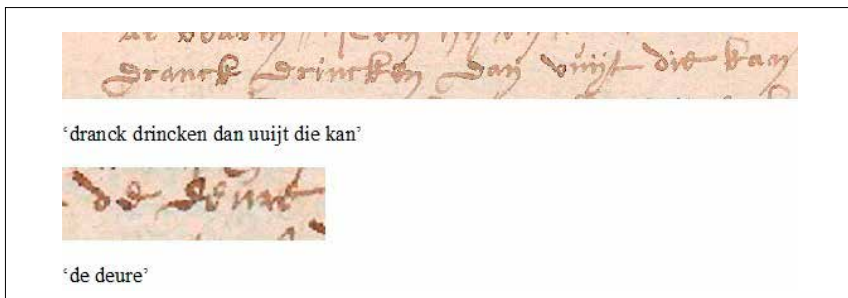 dranck drincken dan uuijt die kan
‘dranck drincken dan uuijt die kan’
de deure
‘de deure’